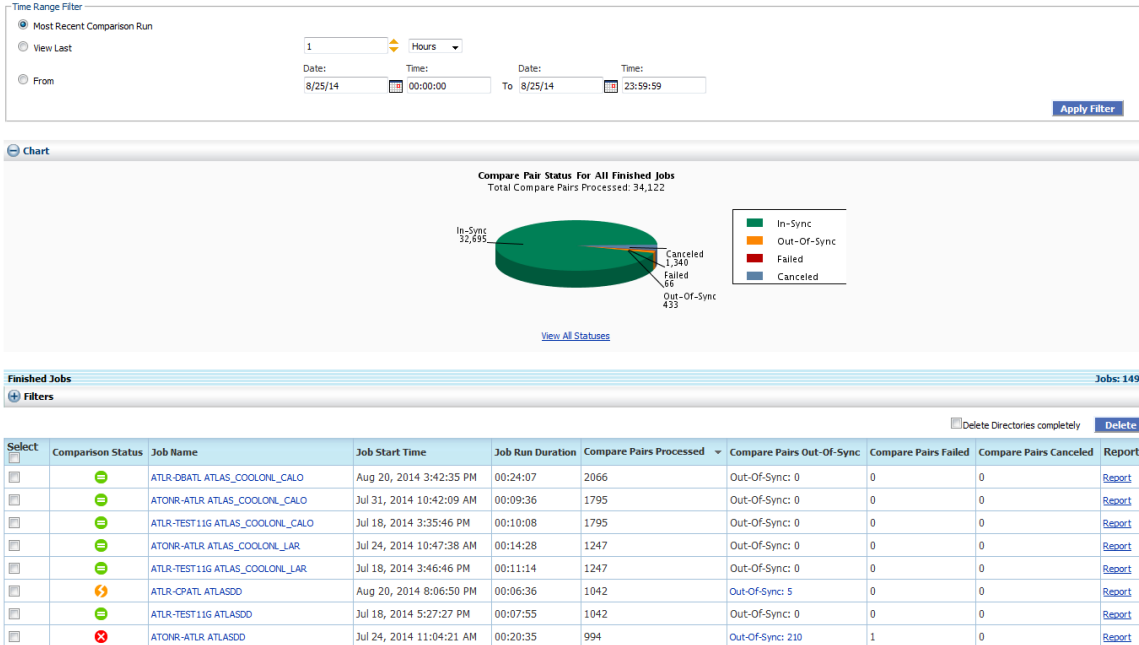 Time Range Filter
Most Recent Comparison Run
View Last 1 Hours
Date: Time: Date: Time:
From 8/25/14 00:00:00 To 8/25/14 23:59:59
Apply Filter
Chart
Compare Pair Status For All Finished Jobs
Total Compare Pairs Processed: 34,122
In-Sync
32,695
Canceled
1,340
Failed
66
Out-Of-Sync
433
In-Sync
Out-Of-Sync
Failed
Canceled
View All Statuses
Finished Jobs Jobs: 149
Filters
Delete Directories completely Delete
Select Comparison Status Job Name Job Start Time Job Run Duration Compare Pairs Processed Compare Pairs Out-Of-Sync Compare Pairs Failed Compare Pairs Canceled Report
ATLR-DBATL ATLAS_COOLONL_CALO Aug 20, 2014 3:42:35 PM 00:24:07 2066 Out-Of-Sync: 0 0 0 Report
ATONR-ATLR ATLAS_COOLONL_CALO Jul 31, 2014 10:42:09 AM 00:09:36 1795 Out-Of-Sync: 0 0 0 Report
ATLR-TEST11G ATLAS_COOLONL_CALO Jul 18, 2014 3:35:46 PM 00:10:08 1795 Out-Of-Sync: 0 0 0 Report
ATONR-ATLR ATLAS_COOLONL_LAR Jul 24, 2014 10:47:38 AM 00:14:28 1247 Out-Of-Sync: 0 0 0 Report
ATLR-TEST11G ATLAS_COOLONL_LAR Jul 18, 2014 3:46:46 PM 00:11:14 1247 Out-Of-Sync: 0 0 0 Report
ATLR-CPATL ATLASDD Aug 20, 2014 8:06:50 PM 00:06:36 1042 Out-Of-Sync: 5 0 0 Report
ATLR-TEST11G ATLASDD Jul 18, 2014 5:27:27 PM 00:07:55 1042 Out-Of-Sync: 0 0 0 Report
ATONR-ATLR ATLASDD Jul 24, 2014 11:04:21 AM 00:20:35 994 Out-Of-Sync: 210 1 0 Report